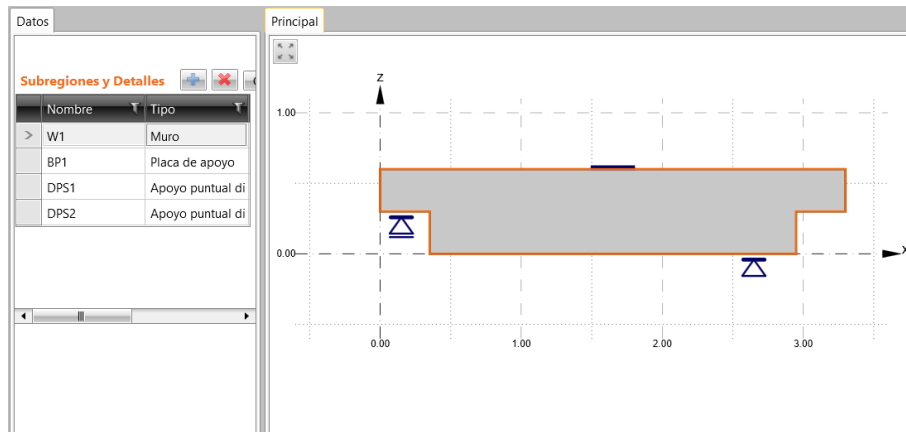 Datos
Principal
Subregiones y Detalles
Nombre Tipo
W1 Muro
BP1 Placa de apoyo
DPS1 Apoyo puntual di
DPS2 Apoyo puntual di
z
1.00
0.00
x
0.00 1.00 2.00 3.00